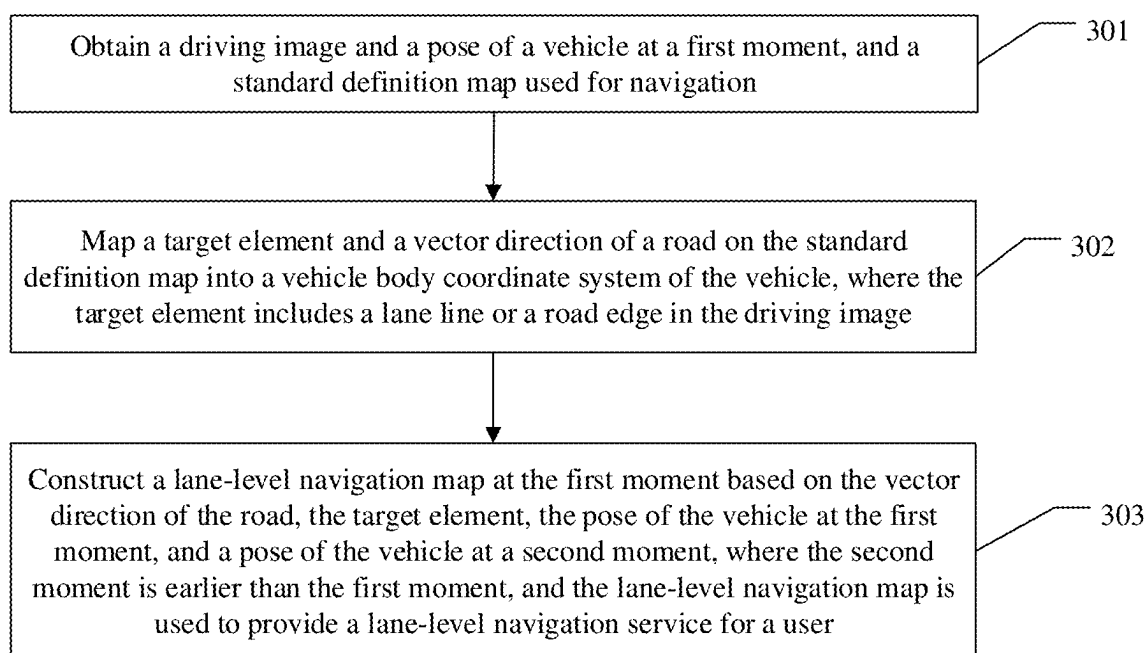 Obtain a driving image and a pose of a vehicle at a first moment, and a
standard definition map used for navigation
301
Map a target element and a vector direction of a road on the standard
definition map into a vehicle body coordinate system of the vehicle, where the
target element includes a lane line or a road edge in the driving image
302
Construct a lane-level navigation map at the first moment based on the vector
direction of the road, the target element, the pose of the vehicle at the first
moment, and a pose of the vehicle at a second moment, where the second
moment is earlier than the first moment, and the lane-level navigation map is
used to provide a lane-level navigation service for a user
303